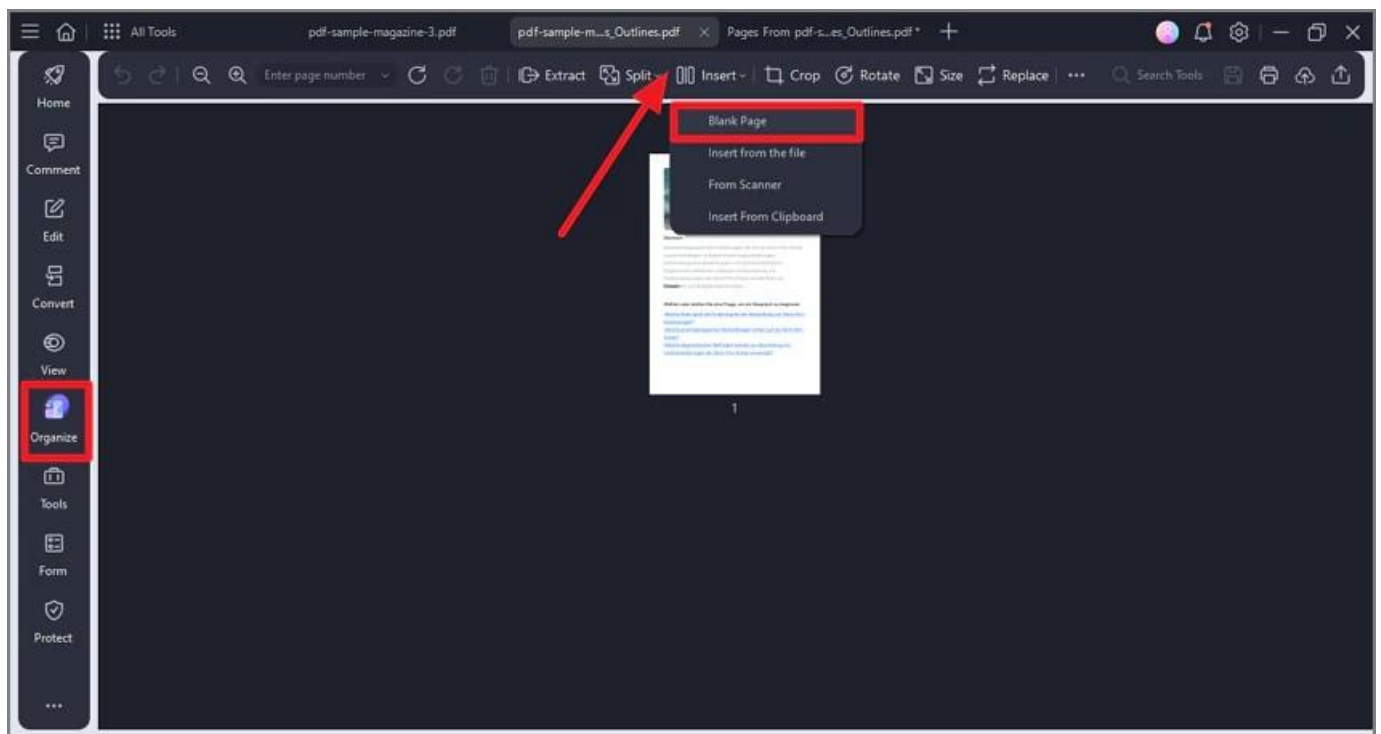 All Tools
pdf-sample-magazine-3.pdf
pdf-sample-m...s_Outlines.pdf
Pages From pdf-s...es_Outlines.pdf *
Enter page number
Extract
Split
Insert
Crop
Rotate
Size
Replace
Search Tools
Home
Comment
Edit
Convert
View
Organize
Tools
Form
Protect
Blank Page
Insert from the file
From Scanner
Insert From Clipboard
1